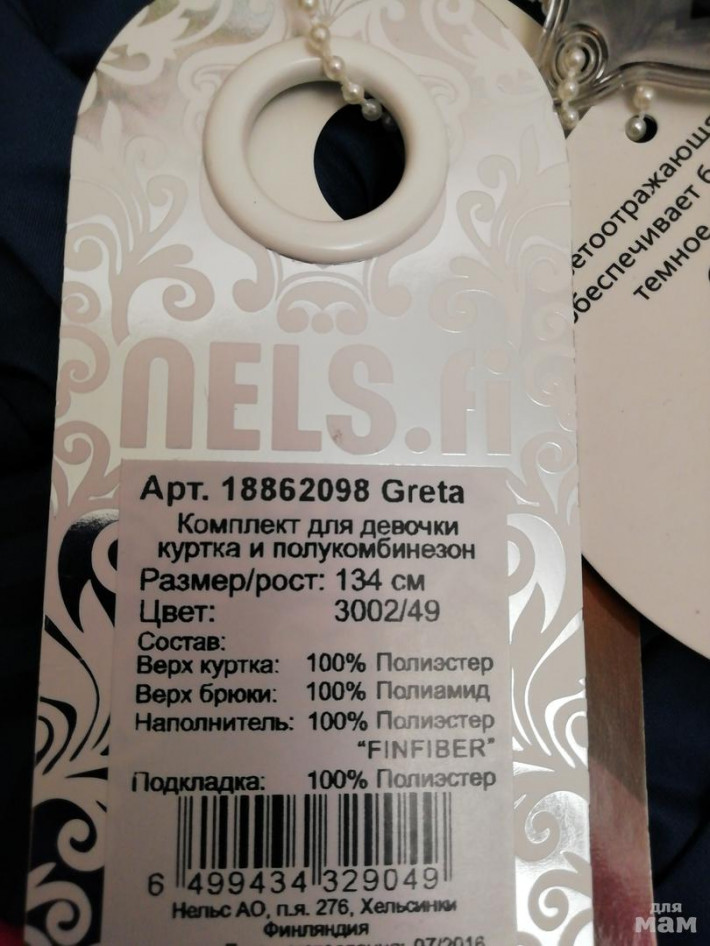 NELS.fi
Арт. 18862098 Greta
Комплект для девочки
куртка и полукомбинезон
Размер/рост: 134 см
Цвет: 3002/49
Состав:
Верх куртка: 100% Полиэстер
Верх брюки: 100% Полиамид
Наполнитель: 100% Полиэстер
“FINFIBER”
Подкладка: 100% Полиэстер
6 499434 329049
Нельс АО, п.я. 276, Хельсинки
Финляндия
07/2016
обеспечивает
темное
для
мам